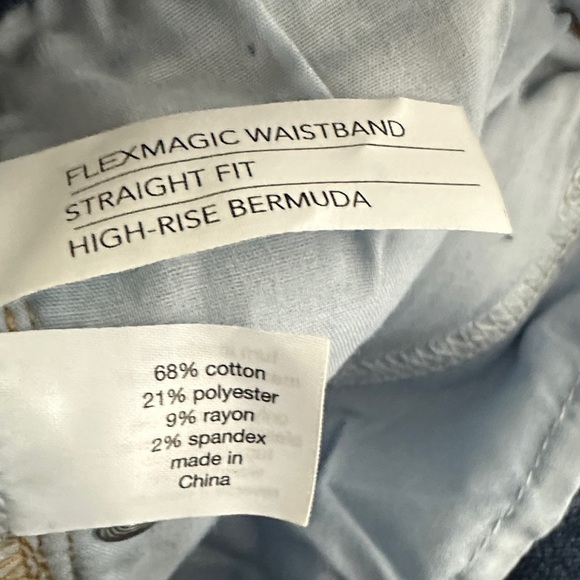 FLEXMAGIC WAISTBAND
STRAIGHT FIT
HIGH-RISE BERMUDA
68% cotton
21% polyester
9% rayon
2% spandex
made in
China